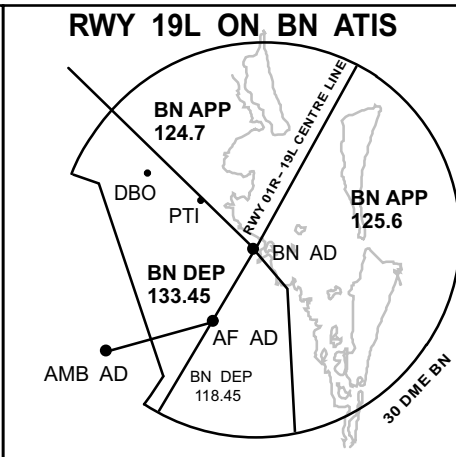 RWY 19L ON BN ATIS
BN APP
124.7
RWY 01R – 19L CENTRE LINE
BN APP
125.6
DBO
PTI
BN AD
BN DEP
133.45
AF AD
AMB AD
BN DEP
118.45
30 DME BN